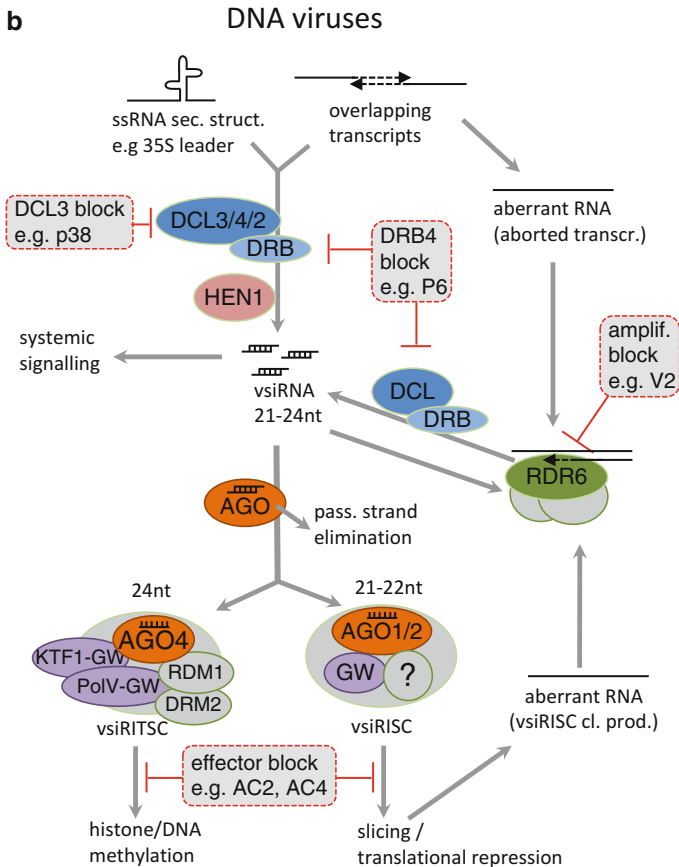 b
DNA viruses
ssRNA sec. struct.
e.g 35S leader
overlapping
transcripts
DCL3 block
e.g. p38
DCL3/4/2
DRB
HEN1
DRB4
block
e.g. P6
aberrant RNA
(aborted transcr.)
systemic
signalling
vsiRNA
21-24nt
DCL
DRB
amplif.
block
e.g. V2
RDR6
AGO
pass. strand
elimination
24nt
21-22nt
AGO4
KTF1-GW
PolV-GW
RDM1
DRM2
vsiRITSC
AGO1/2
GW
?
vsiRISC
aberrant RNA
(vsiRISC cl. prod.)
effector block
e.g. AC2, AC4
histone/DNA
methylation
slicing /
translational repression